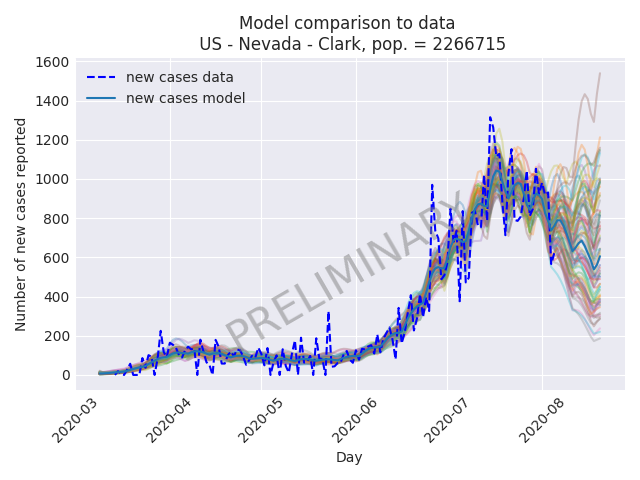 Model comparison to data
US - Nevada - Clark, pop. = 2266715
1600
1400
1200
1000
800
600
400
200
0
Number of new cases reported
new cases data
new cases model
PRELIMINARY
2020-03
2020-04
2020-05
2020-06
2020-07
2020-08
Day